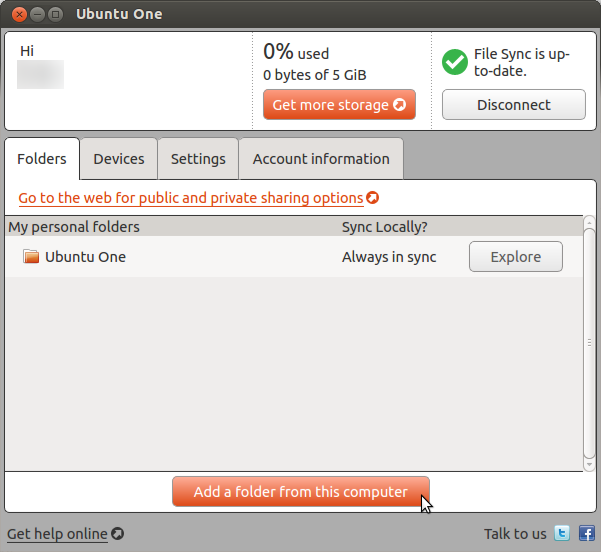 Ubuntu One
Hi
0% used
0 bytes of 5 GiB
Get more storage
File Sync is up-
to-date.
Disconnect
Folders
Devices
Settings
Account information
Go to the web for public and private sharing options
My personal folders
Sync Locally?
Ubuntu One
Always in sync
Explore
Add a folder from this computer
Get help online
Talk to us